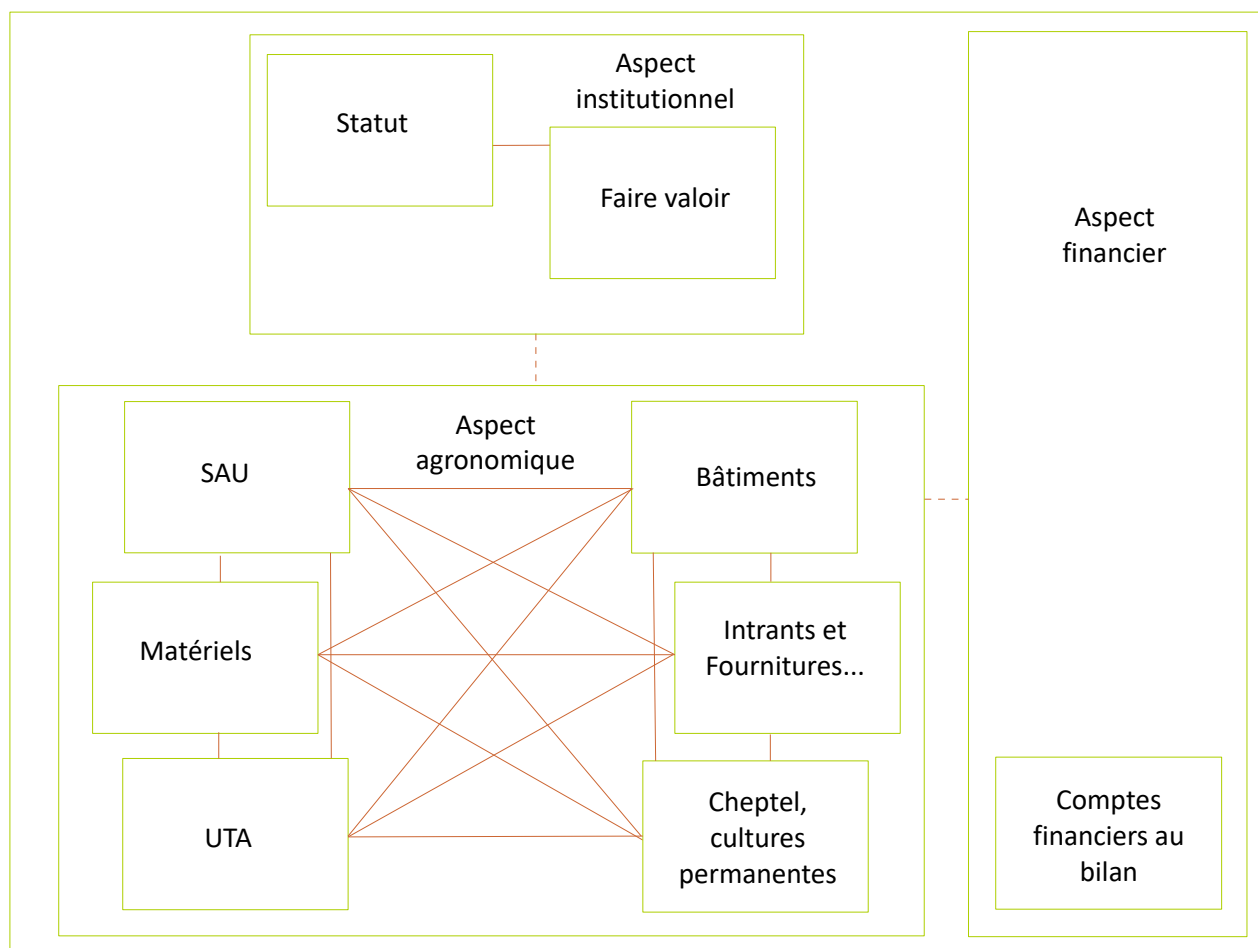 Aspect
institutionnel
Statut
Faire valoir
Aspect
financier
Aspect
agronomique
SAU
Bâtiments
Matériels
Intrants et
Fournitures...
UTA
Cheptel,
cultures
permanentes
Comptes
financiers au
bilan